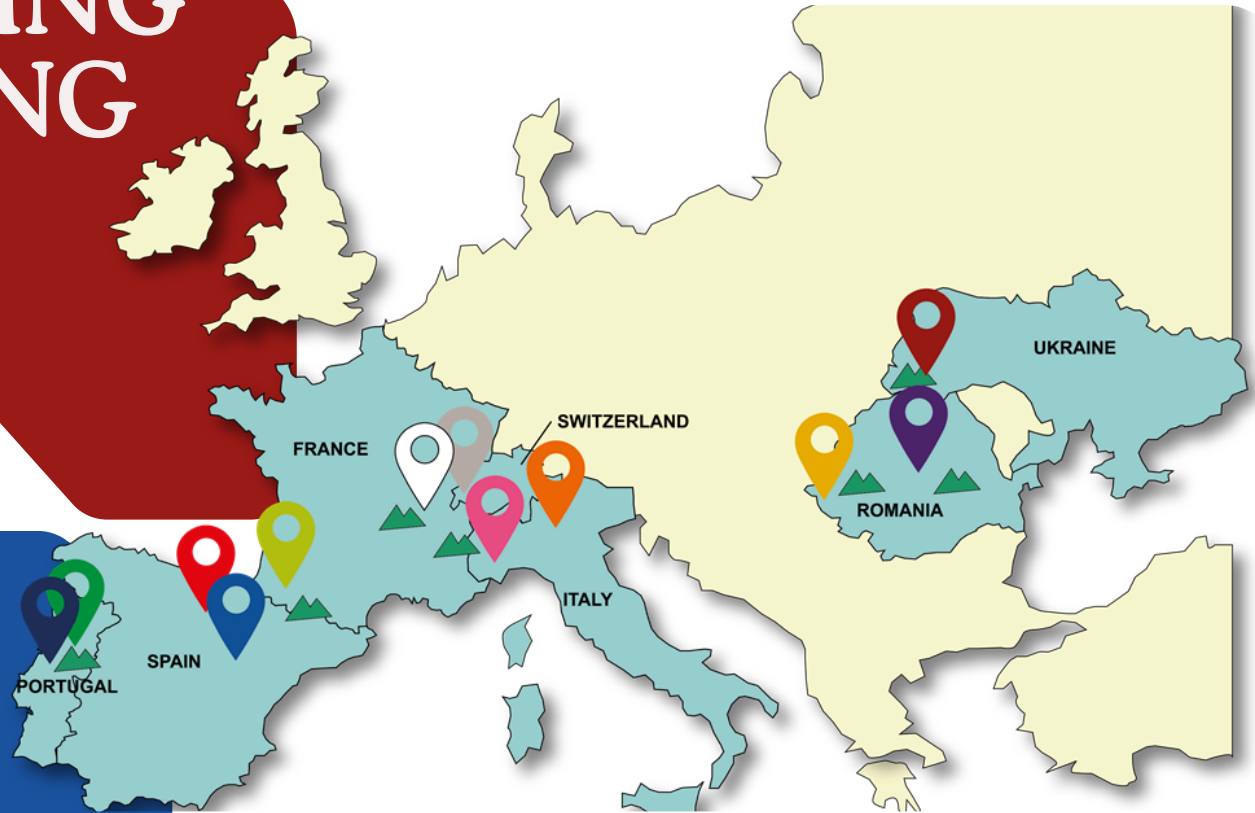 ING
NG
UKRAINE
SWITZERLAND
FRANCE
ROMANIA
ITALY
SPAIN
PORTUGAL